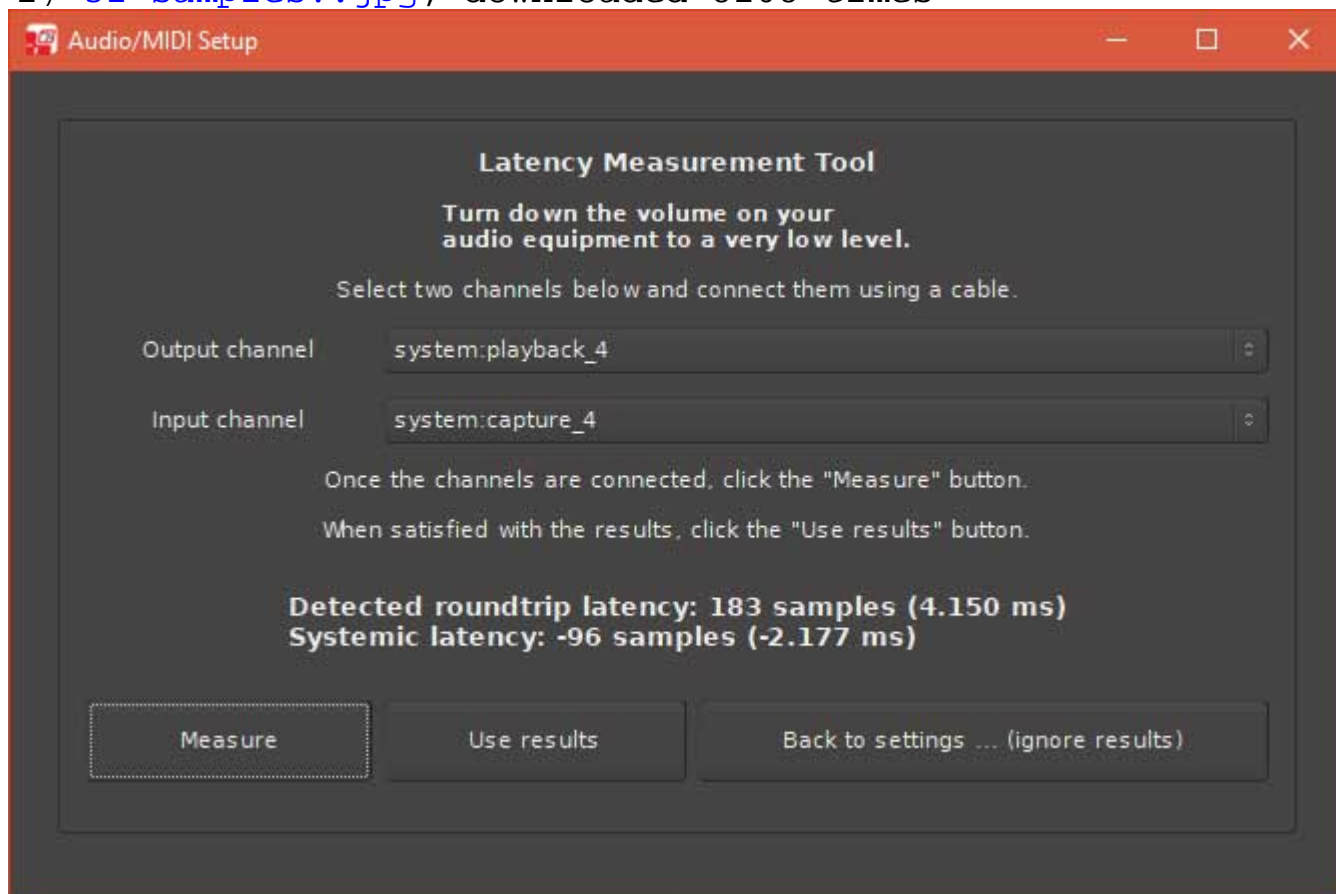 Audio/MIDI Setup
Latency Measurement Tool
Turn down the volume on your
audio equipment to a very low level.
Select two channels below and connect them using a cable.
Output channel system:playback_4
Input channel system:capture_4
Once the channels are connected, click the "Measure" button.
When satisfied with the results, click the "Use results" button.
Detected roundtrip latency: 183 samples (4.150 ms)
Systemic latency: -96 samples (-2.177 ms)
Measure Use results Back to settings ... (ignore results)